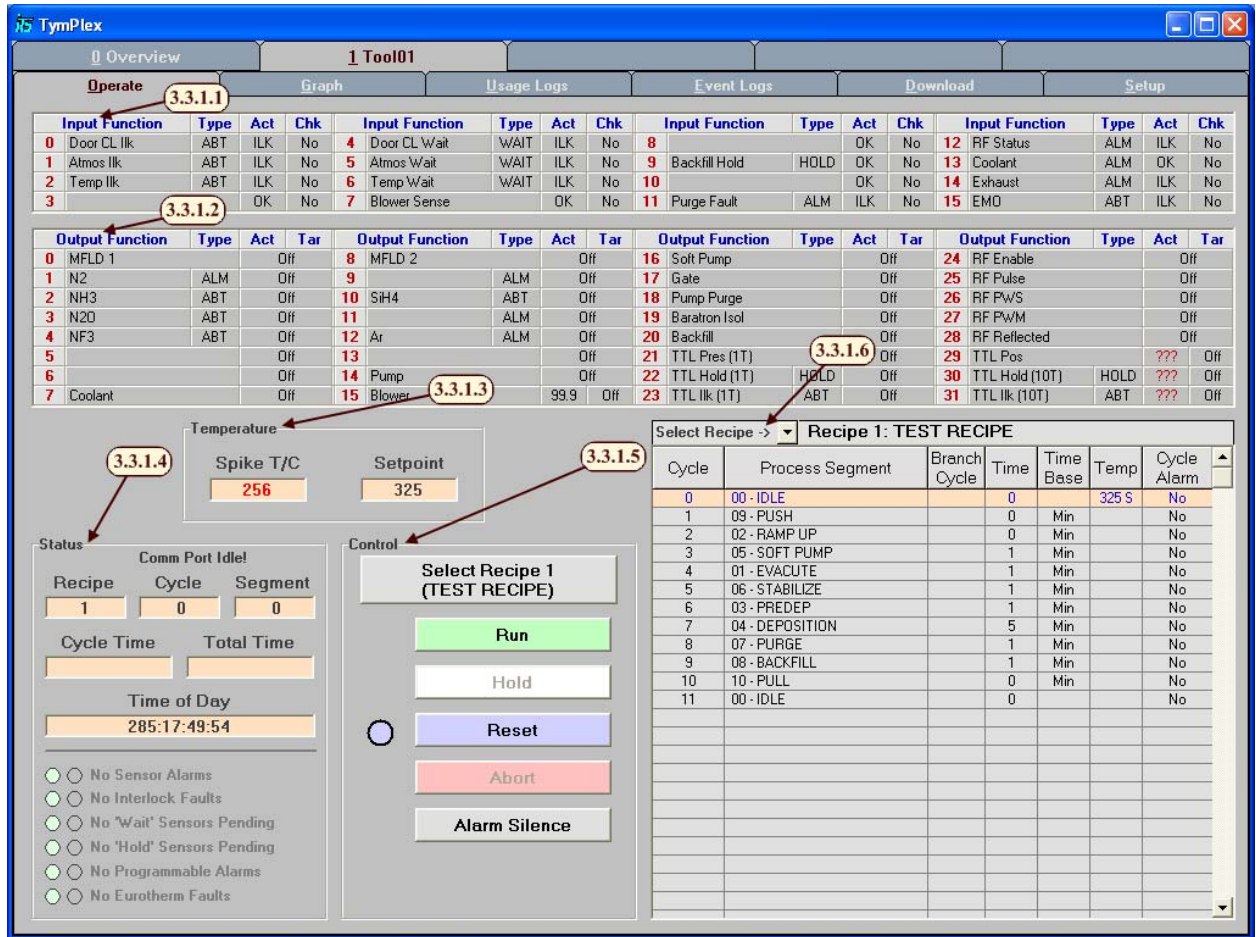 TymPlex
0 Overview 1 Tool01
Operate Graph Usage Logs Event Logs Download Setup
3.3.1.1
Input Function Type Act Chk Input Function Type Act Chk Input Function Type Act Chk Input Function Type Act Chk
0 Door CL Ilk ABT ILK No 4 Door CL Wait WAIT ILK No 8 OK No 12 RF Status ALM ILK No
1 Atmos Ilk ABT ILK No 5 Atmos Wait WAIT ILK No 9 Backfill Hold HOLD OK No 13 Coolant ALM OK No
2 Temp Ilk ABT ILK No 6 Temp Wait WAIT ILK No 10 OK No 14 Exhaust ALM ILK No
3 OK No 7 Blower Sense OK No 11 Purge Fault ALM ILK No 15 EMO ABT ILK No
3.3.1.2
Output Function Type Act Tar Output Function Type Act Tar Output Function Type Act Tar Output Function Type Act Tar
0 MFLD 1 Off 8 MFLD 2 Off 16 Soft Pump Off 24 RF Enable Off
1 N2 ALM Off 9 ALM Off 17 Gate Off 25 RF Pulse Off
2 NH3 ABT Off 10 SiH4 ABT Off 18 Pump Purge Off 26 RF PWS Off
3 N2O ABT Off 11 ALM Off 19 Baratron Isol Off 27 RF PWM Off
4 NF3 ABT Off 12 Ar ALM Off 20 Backfill Off 28 RF Reflected Off
5 Off 13 Off 21 TTL Pres (1T) Off 29 TTL Pos ??? Off
6 Off 14 Pump Off 22 TTL Hold (1T) HOLD Off 30 TTL Hold (10T) HOLD ??? Off
7 Coolant Off 15 Blower 99.9 Off 23 TTL Ilk (1T) ABT Off 31 TTL Ilk (10T) ABT ??? Off
3.3.1.6
3.3.1.3
Temperature
Spike T/C Setpoint
256 325
3.3.1.4
3.3.1.5
Status
Comm Port Idle!
Recipe Cycle Segment
1 0 0
Cycle Time Total Time
Time of Day
285:17:49:54
No Sensor Alarms
No Interlock Faults
No 'Wait' Sensors Pending
No 'Hold' Sensors Pending
No Programmable Alarms
No Eurotherm Faults
Control
Select Recipe 1
(TEST RECIPE)
Run
Hold
Reset
Abort
Alarm Silence
Select Recipe -> Recipe 1: TEST RECIPE
Cycle Process Segment Branch Cycle Time Time Base Temp Cycle Alarm
0 00 - IDLE 0 325 S No
1 09 - PUSH 0 Min No
2 02 - RAMP UP 0 Min No
3 05 - SOFT PUMP 1 Min No
4 01 - EVACUTE 1 Min No
5 06 - STABILIZE 1 Min No
6 03 - PREDEP 1 Min No
7 04 - DEPOSITION 5 Min No
8 07 - PURGE 1 Min No
9 08 - BACKFILL 1 Min No
10 10 - PULL 0 Min No
11 00 - IDLE 0 No